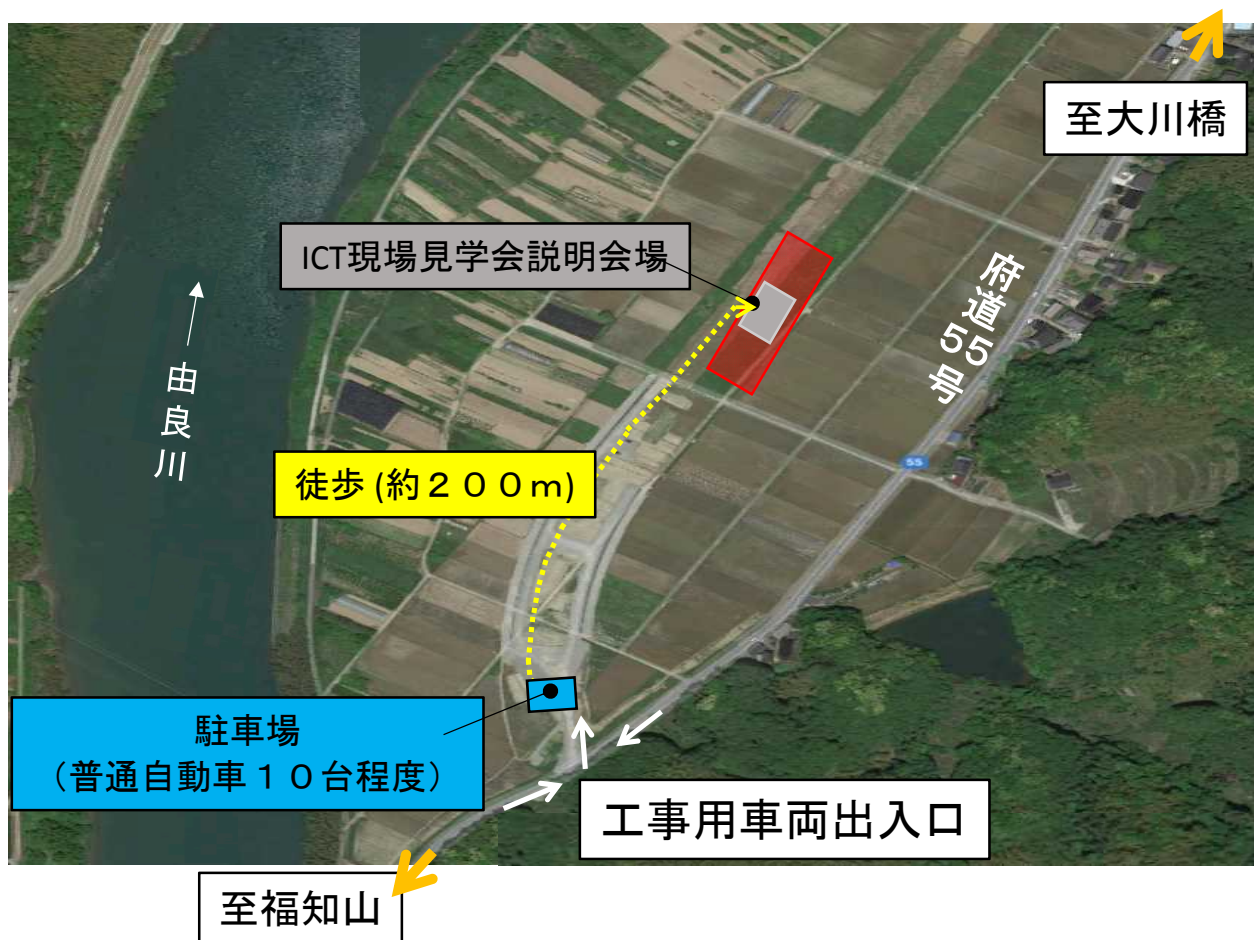 至大川橋
ICT現場見学会説明会場
府道55号
←由良川
55
徒歩 (約２００ｍ)
駐車場
（普通自動車１０台程度）
工事用車両出入口
至福知山